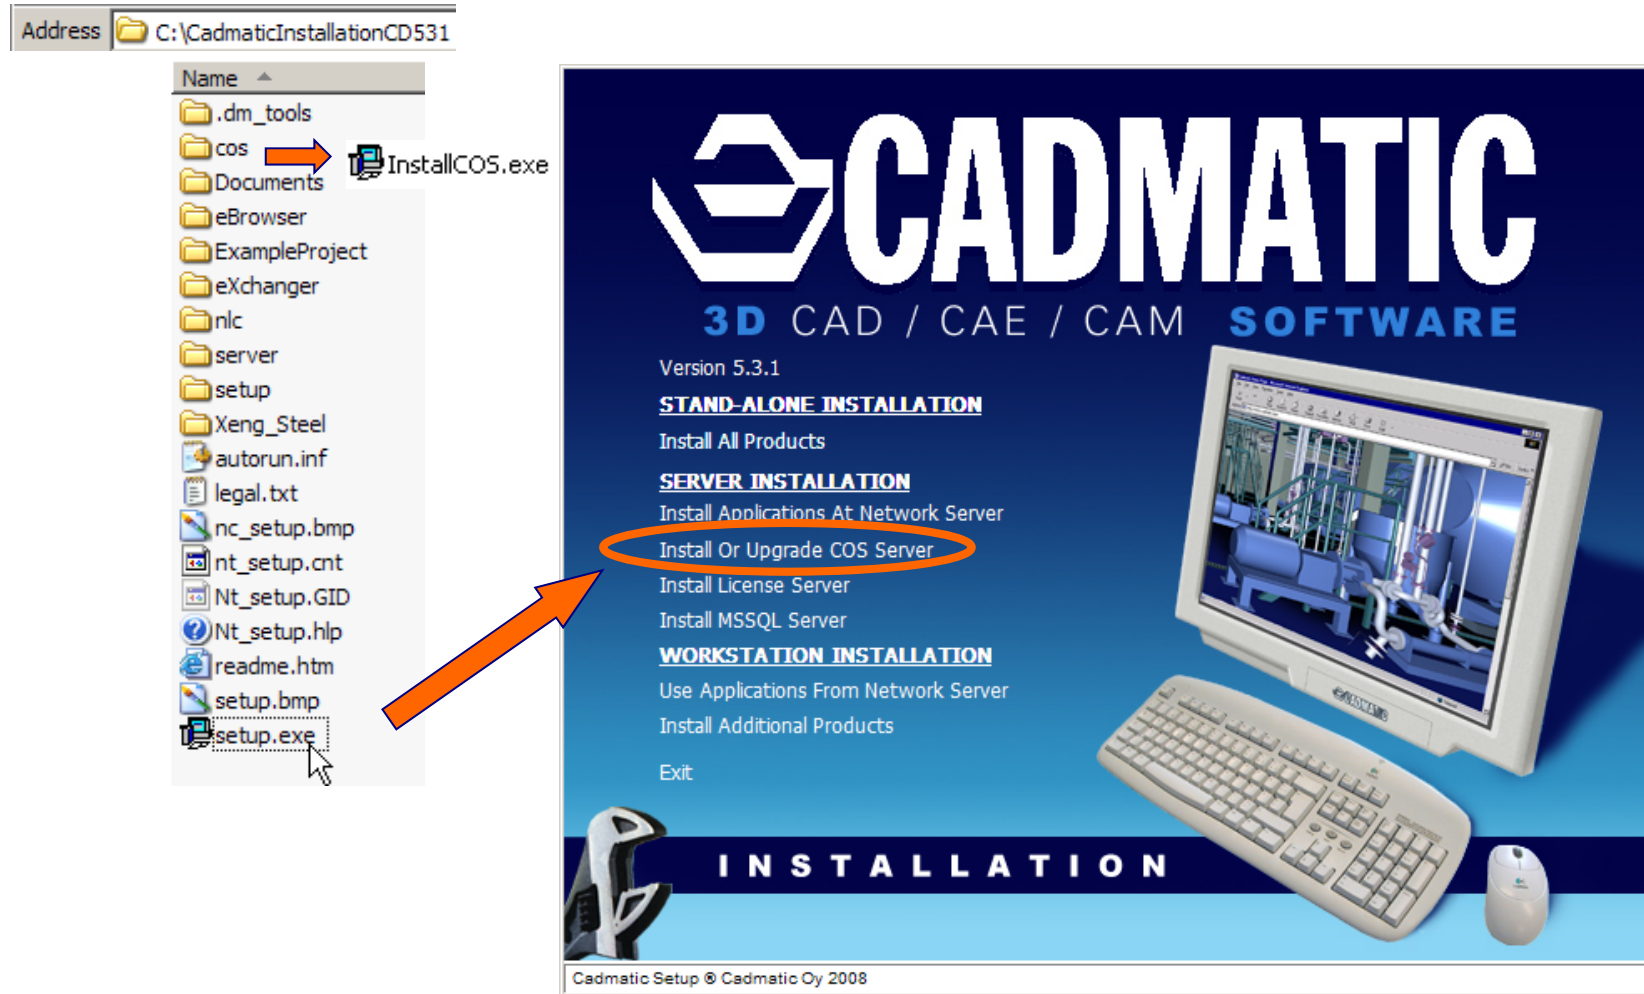 Address C:\CadmaticInstallationCD531
Name
.dm_tools
cos
InstallCOS.exe
Documents
eBrowser
ExampleProject
eXchanger
nlc
server
setup
Xeng_Steel
autorun.inf
legal.txt
nc_setup.bmp
nt_setup.cnt
Nt_setup.GID
Nt_setup.hlp
readme.htm
setup.bmp
setup.exe
CADMATIC
3D CAD / CAE / CAM SOFTWARE
Version 5.3.1
STAND-ALONE INSTALLATION
Install All Products
SERVER INSTALLATION
Install Applications At Network Server
Install Or Upgrade COS Server
Install License Server
Install MSSQL Server
WORKSTATION INSTALLATION
Use Applications From Network Server
Install Additional Products
Exit
CADMATIC
INSTALLATION
Cadmatic Setup ® Cadmatic Oy 2008